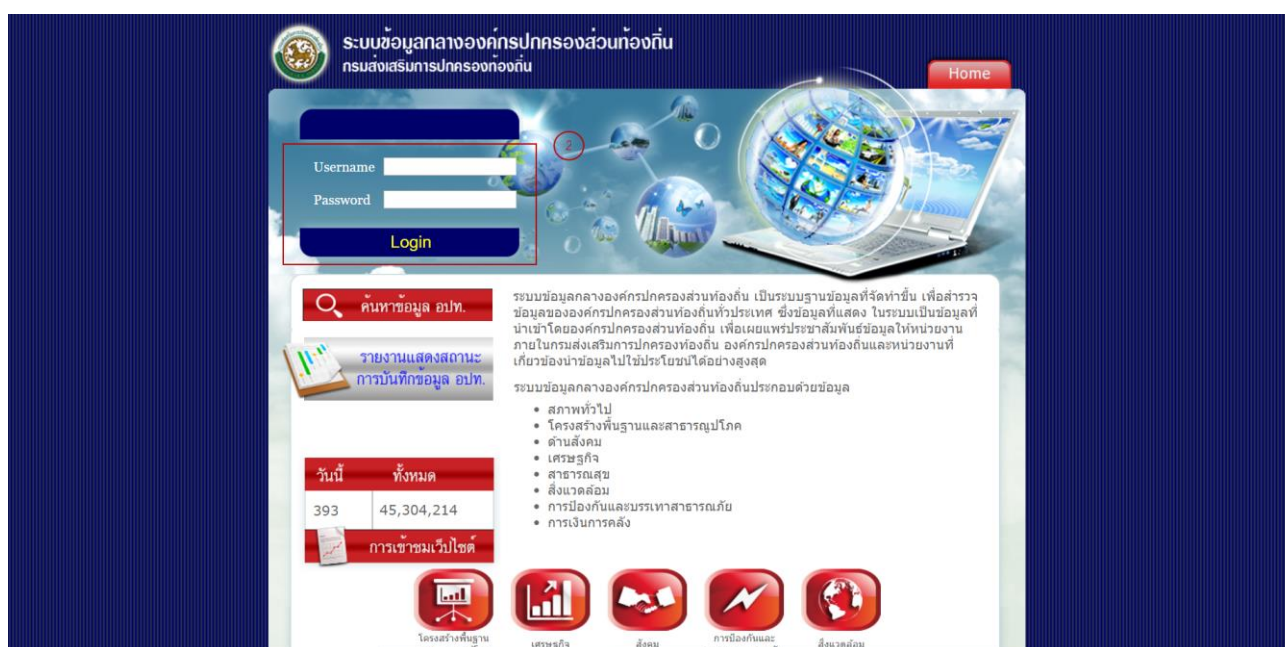 ระบบข้อมูลกลางองค์กรปกครองส่วนท้องถิ่น
กรมส่งเสริมการปกครองท้องถิ่น
Home
2
Username
Password
Login
ค้นหาข้อมูล อปท.
รายงานแสดงสถานะ
การบันทึกข้อมูล อปท.
วันนี้ ทั้งหมด
393 45,304,214
การเข้าชมเว็บไซต์
ระบบข้อมูลกลางองค์กรปกครองส่วนท้องถิ่น เป็นระบบฐานข้อมูลที่จัดทำขึ้น เพื่อสำรวจ
ข้อมูลขององค์กรปกครองส่วนท้องถิ่นทั่วประเทศ ซึ่งข้อมูลที่แสดง ในระบบเป็นข้อมูลที่
นำเข้าโดยองค์กรปกครองส่วนท้องถิ่น เพื่อเผยแพร่ประชาสัมพันธ์ข้อมูลให้หน่วยงาน
ภายในกรมส่งเสริมการปกครองท้องถิ่น องค์กรปกครองส่วนท้องถิ่นและหน่วยงานที่
เกี่ยวข้องนำข้อมูลไปใช้ประโยชน์ได้อย่างสูงสุด
ระบบข้อมูลกลางองค์กรปกครองส่วนท้องถิ่นประกอบด้วยข้อมูล
• สภาพทั่วไป
• โครงสร้างพื้นฐานและสาธารณูปโภค
• ด้านสังคม
• เศรษฐกิจ
• สาธารณสุข
• สิ่งแวดล้อม
• การป้องกันและบรรเทาสาธารณภัย
• การเงินการคลัง
โครงสร้างพื้นฐาน
เศรษฐกิจ
สังคม
การป้องกันและ
สิ่งแวดล้อม